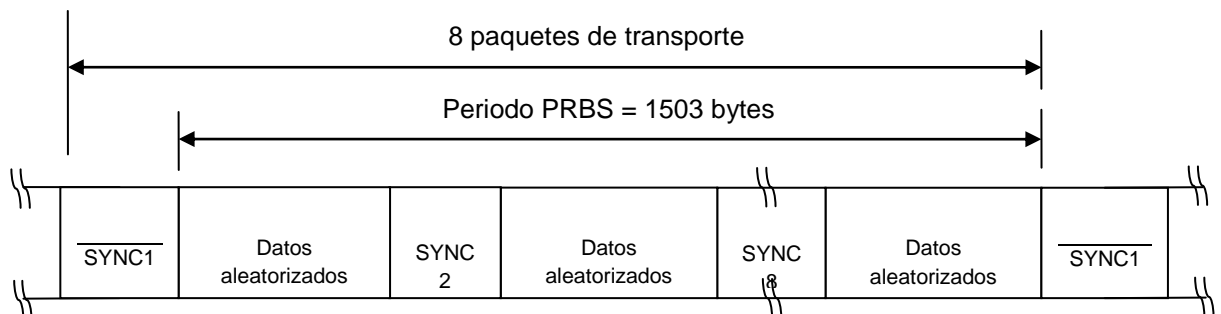 8 paquetes de transporte
Periodo PRBS = 1503 bytes
SYNC1
Datos
aleatorizados
SYNC
2
Datos
aleatorizados
SYNC
8
Datos
aleatorizados
SYNC1